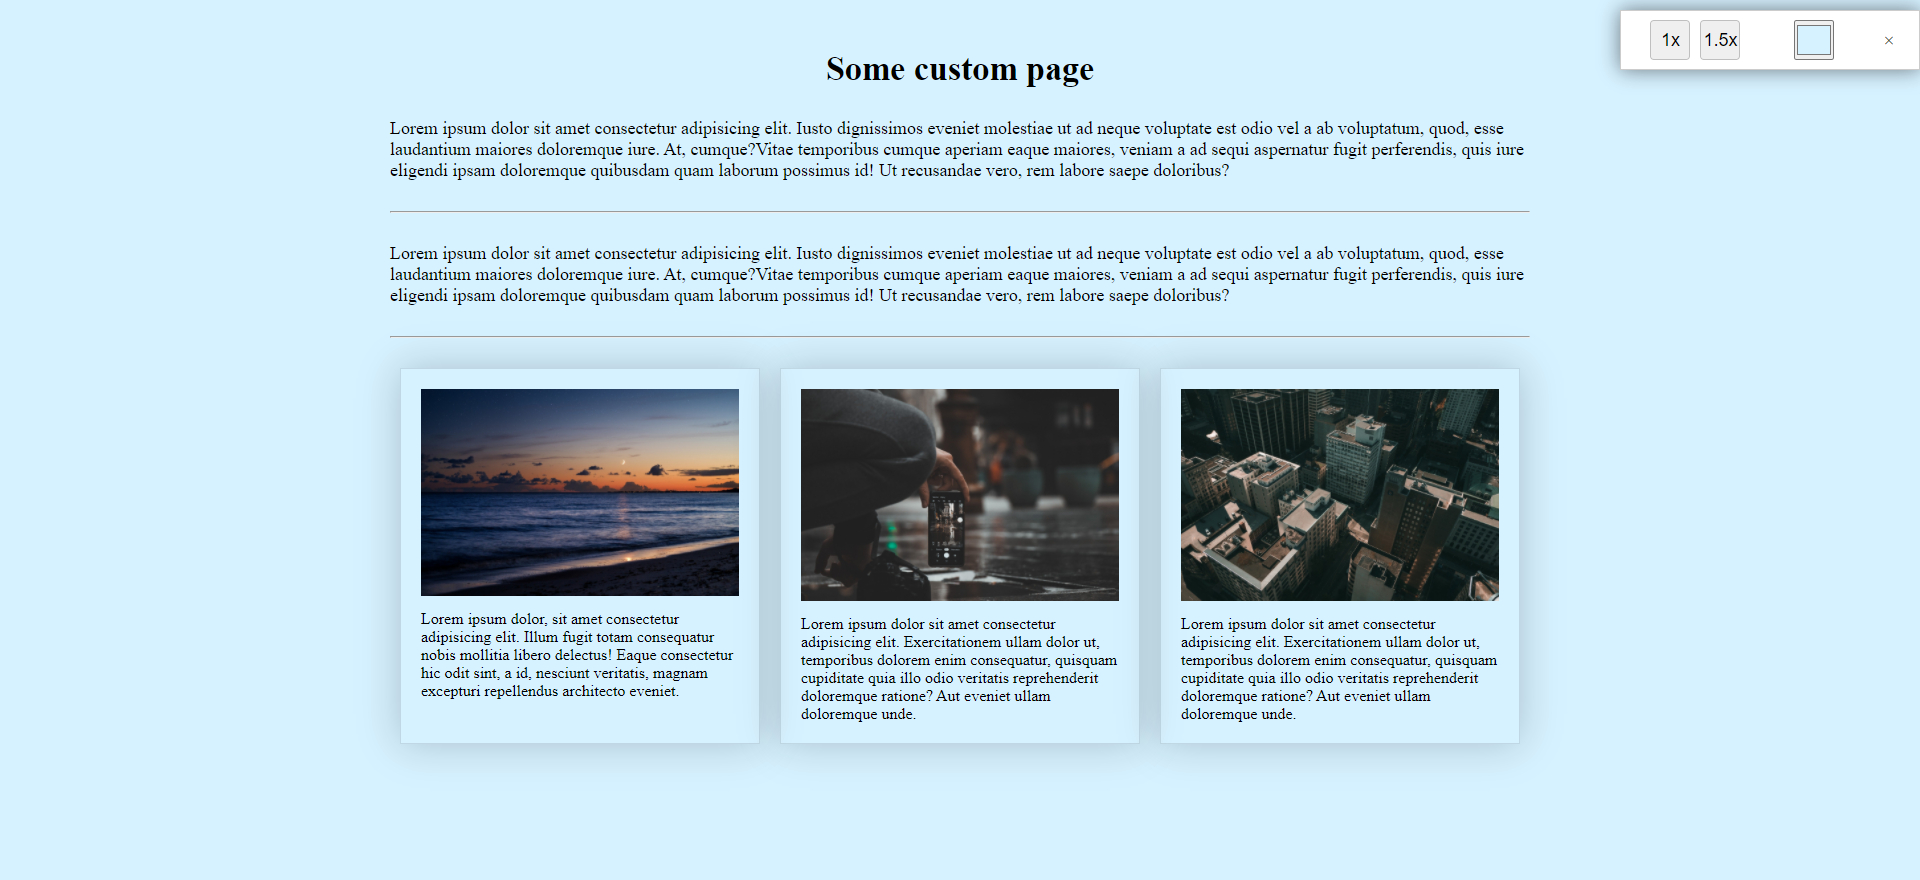 1x 1.5x ×
Some custom page
Lorem ipsum dolor sit amet consectetur adipisicing elit. Iusto dignissimos eveniet molestiae ut ad neque voluptate est odio vel a ab voluptatum, quod, esse
laudantium maiores doloremque iure. At, cumque?Vitae temporibus cumque aperiam eaque maiores, veniam a ad sequi aspernatur fugit perferendis, quis iure
eligendi ipsam doloremque quibusdam quam laborum possimus id! Ut recusandae vero, rem labore saepe doloribus?
Lorem ipsum dolor sit amet consectetur adipisicing elit. Iusto dignissimos eveniet molestiae ut ad neque voluptate est odio vel a ab voluptatum, quod, esse
laudantium maiores doloremque iure. At, cumque?Vitae temporibus cumque aperiam eaque maiores, veniam a ad sequi aspernatur fugit perferendis, quis iure
eligendi ipsam doloremque quibusdam quam laborum possimus id! Ut recusandae vero, rem labore saepe doloribus?
Lorem ipsum dolor, sit amet consectetur
adipisicing elit. Illum fugit totam consequatur
nobis mollitia libero delectus! Eaque consectetur
hic odit sint, a id, nesciunt veritatis, magnam
excepturi repellendus architecto eveniet.
Lorem ipsum dolor sit amet consectetur
adipisicing elit. Exercitationem ullam dolor ut,
temporibus dolorem enim consequatur, quisquam
cupiditate quia illo odio veritatis reprehenderit
doloremque ratione? Aut eveniet ullam
doloremque unde.
Lorem ipsum dolor sit amet consectetur
adipisicing elit. Exercitationem ullam dolor ut,
temporibus dolorem enim consequatur, quisquam
cupiditate quia illo odio veritatis reprehenderit
doloremque ratione? Aut eveniet ullam
doloremque unde.